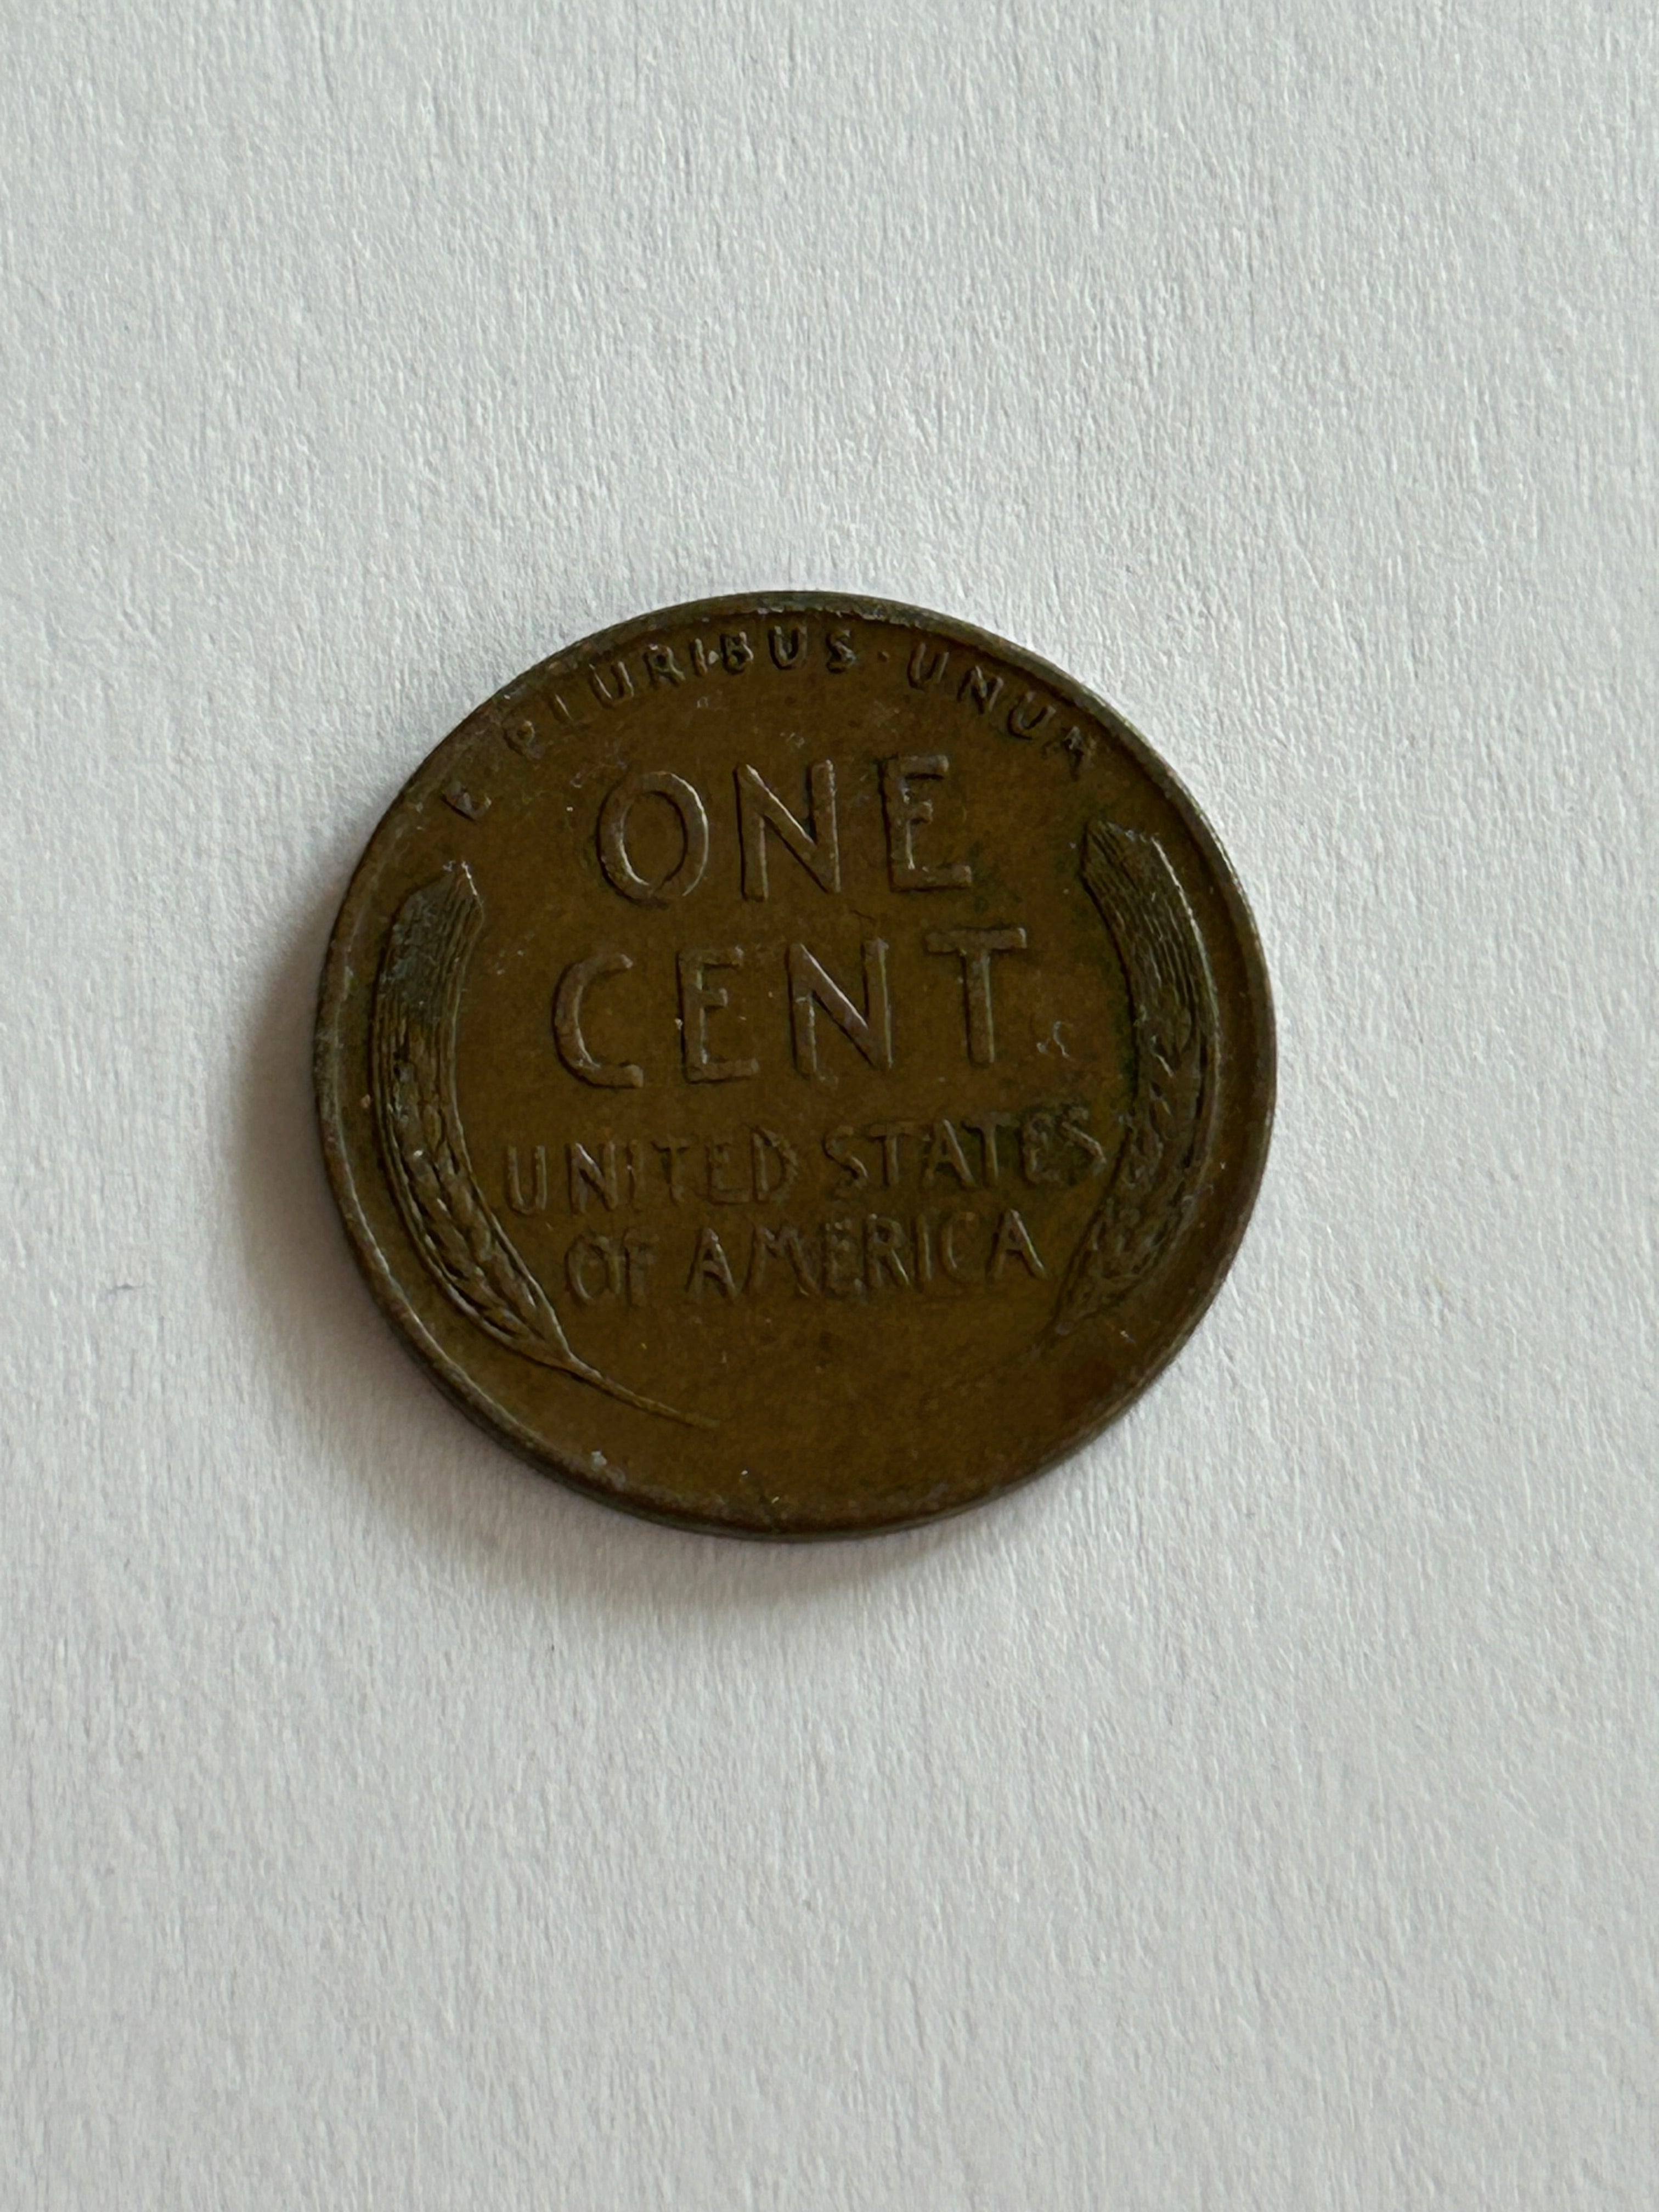 E·PLURIBUS·UNUM
ONE
CENT
UNITED STATES
OF AMERICA